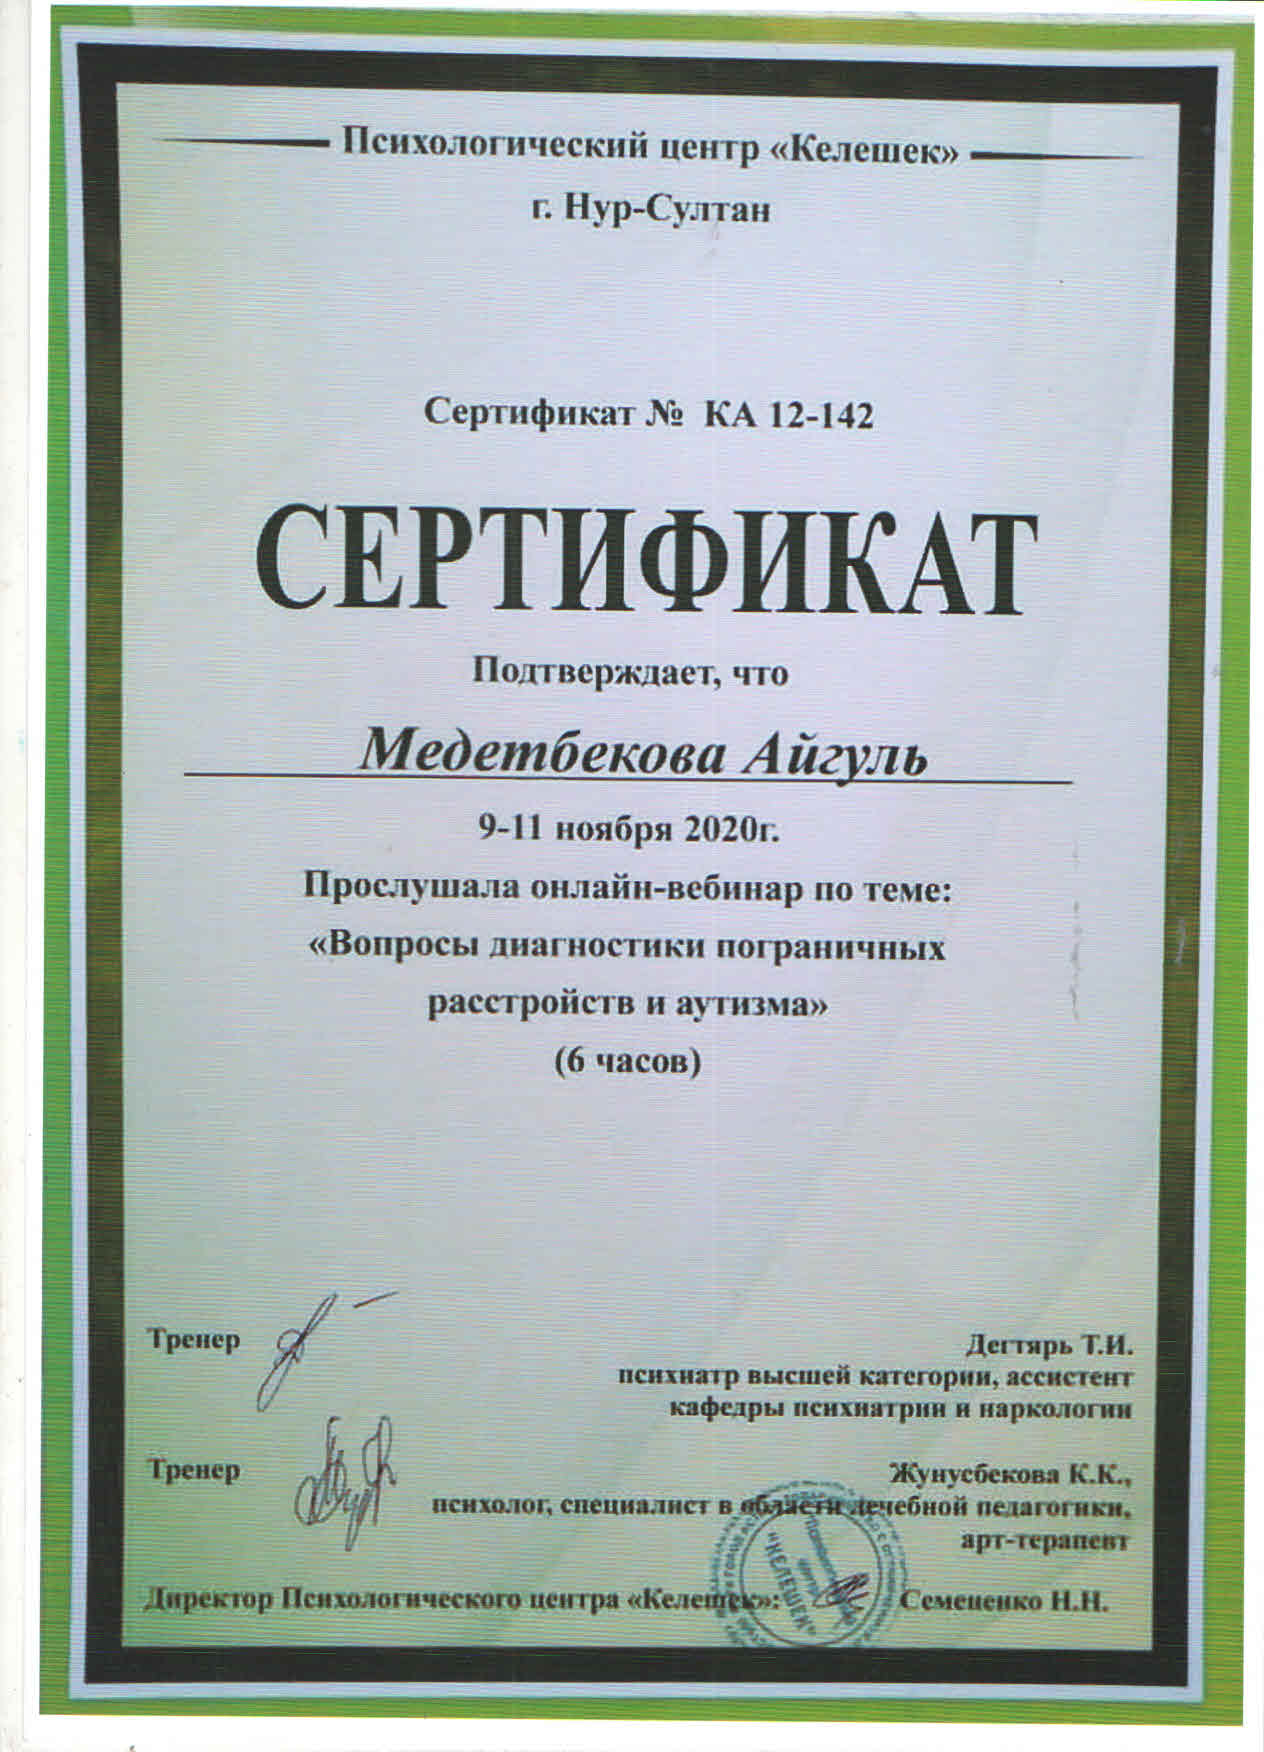 Психологический центр «Келешек»
г. Нур-Султан
Сертификат № КА 12-142
СЕРТИФИКАТ
Подтверждает, что
Медетбекова Айгуль
9-11 ноября 2020г.
Прослушала онлайн-вебинар по теме:
«Вопросы диагностики пограничных
расстройств и аутизма»
(6 часов)
Тренер
Дегтярь Т.И.
психиатр высшей категории, ассистент
кафедры психиатрии и наркологии
Тренер
Жунусбекова К.К.,
психолог, специалист в области лечебной педагогики,
арт-терапевт
Директор Психологического центра «Келешек»: Семененко Н.Н.
«КЕЛЕШЕК»